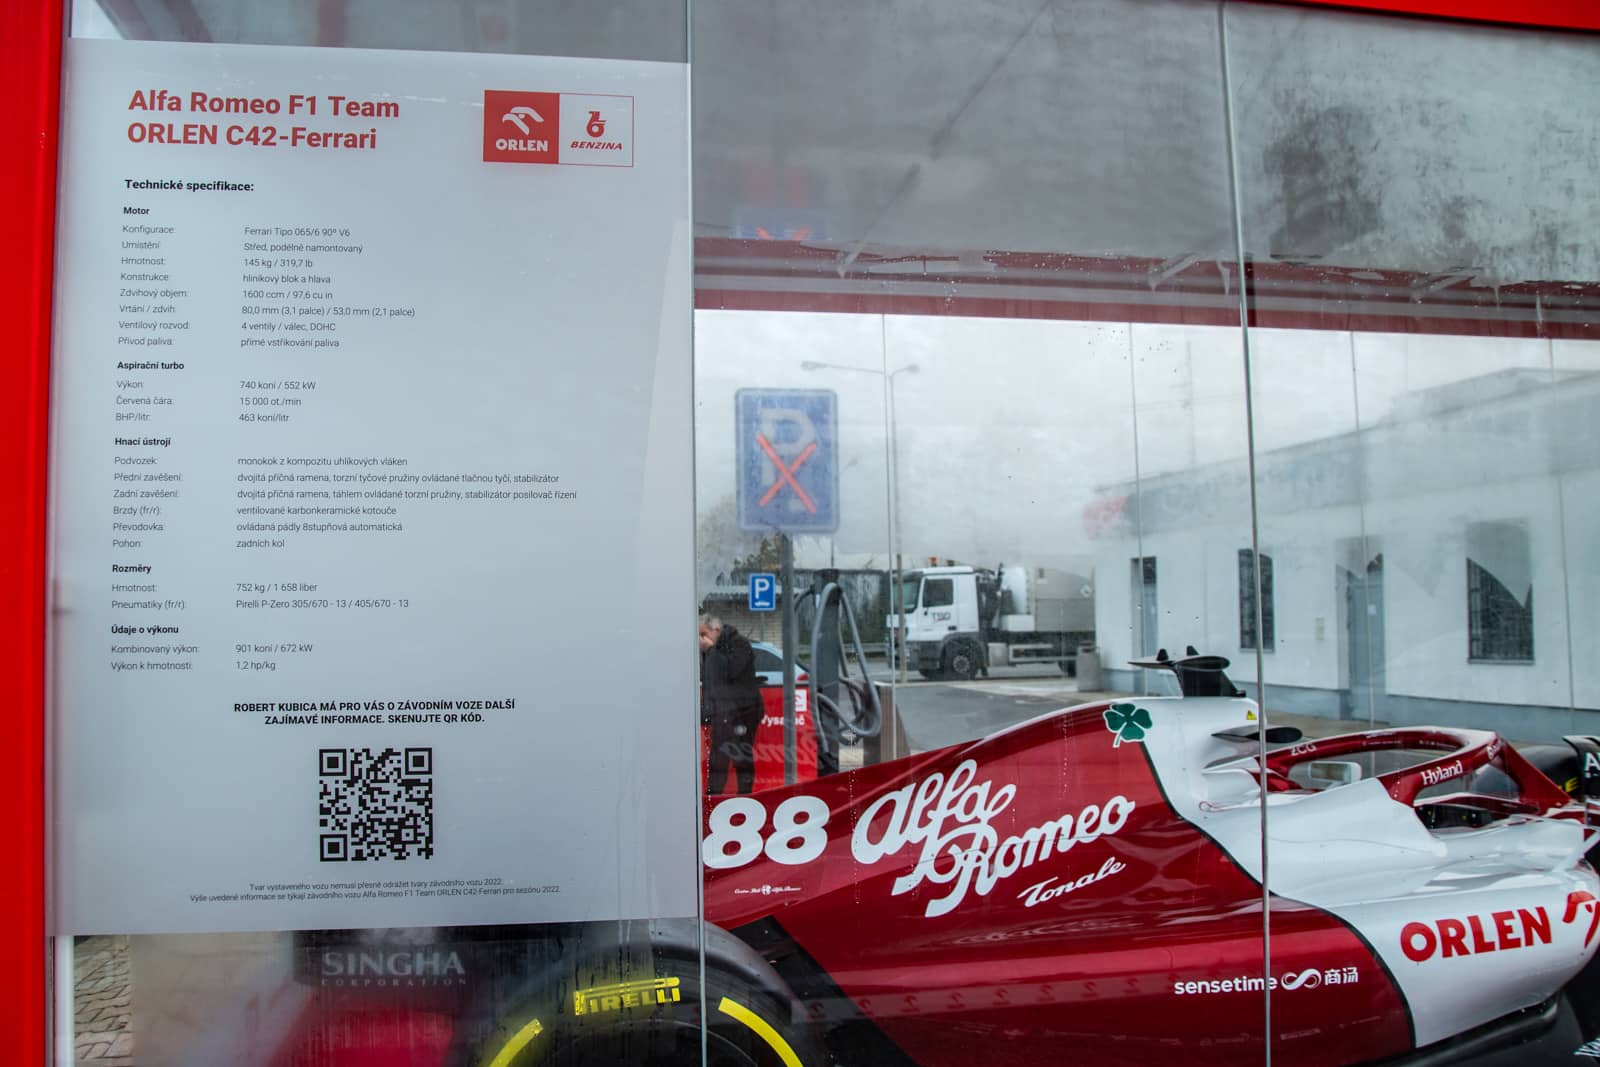 Alfa Romeo F1 Team
ORLEN C42-Ferrari
ORLEN
BENZINA
Technické specifikace:
Motor
Konfigurace: Ferrari Tipo 065/6 90º V6
Umístění: Střed, podélně namontovaný
Hmotnost: 145 kg / 319,7 lb
Konstrukce: hliníkový blok a hlava
Zdvihový objem: 1600 ccm / 97,6 cu in
Vrtání / zdvih: 80,0 mm (3,1 palce) / 53,0 mm (2,1 palce)
Ventilový rozvod: 4 ventily / válec, DOHC
Přívod paliva: přímé vstřikování paliva
Aspirační turbo
Výkon: 740 koní / 552 kW
Červená čára: 15 000 ot./min
BHP/litr: 463 koní/litr.
Hnací ústrojí
Podvozek: monokok z kompozitu uhlíkových vláken
Přední zavěšení: dvojitá příčná ramena, torzní tyčové pružiny ovládané tlačnou tyčí, stabilizátor
Zadní zavěšení: dvojitá příčná ramena, táhlem ovládané torzní pružiny, stabilizátor posilovač řízení
Brzdy (fr/r): ventilované karbonkeramické kotouče
Převodovka: ovládaná pádly 8stupňová automatická
Pohon: zadních kol
Rozměry
Hmotnost: 752 kg / 1 658 liber
Pneumatiky (fr/r): Pirelli P-Zero 305/670 - 13 / 405/670 - 13
Údaje o výkonu
Kombinovaný výkon: 901 koní / 672 kW
Výkon k hmotnosti: 1,2 hp/kg
ROBERT KUBICA MÁ PRO VÁS O ZÁVODNÍM VOZE DALŠÍ
ZAJÍMAVÉ INFORMACE. SKENUJTE QR KÓD.
Tvar vystaveného vozu nemusí přesně odrážet tvary závodního vozu 2022.
Výše uvedené informace se týkají závodního vozu Alfa Romeo F1 Team ORLEN C42-Ferrari pro sezónu 2022.
P
P
TSO
88
Alfa
Romeo
Tonale
ZCG
Hyland
ORLEN
sensetime 商汤
SINGHA
CORPORATION
PIRELLI